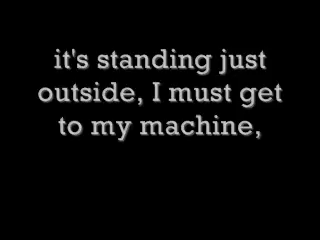 it's standing just
outside, I must get
to my machine,